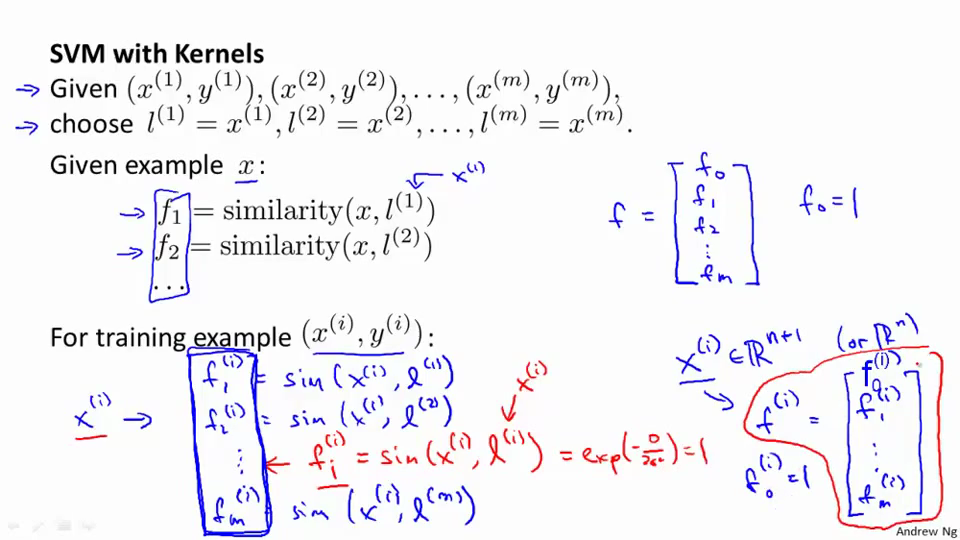 SVM with Kernels
→ Given (x⁽¹⁾, y⁽¹⁾), (x⁽²⁾, y⁽²⁾), . . . , (x⁽ᵐ⁾, y⁽ᵐ⁾),
→ choose l⁽¹⁾ = x⁽¹⁾, l⁽²⁾ = x⁽²⁾, . . . , l⁽ᵐ⁾ = x⁽ᵐ⁾.
Given example x:
x⁽¹⁾
→ f₁ = similarity(x, l⁽¹⁾)
→ f₂ = similarity(x, l⁽²⁾)
. . .
f = [ f₀ f₁ f₂ ⋮ fₘ ]
f₀ = 1
For training example (x⁽ⁱ⁾, y⁽ⁱ⁾):
x⁽ⁱ⁾ →
f₁⁽ⁱ⁾ = sim(x⁽ⁱ⁾, l⁽¹⁾)
f₂⁽ⁱ⁾ = sim(x⁽ⁱ⁾, l⁽²⁾)
x⁽ⁱ⁾
⋮ ← fᵢ⁽ⁱ⁾ = sim(x⁽ⁱ⁾, l⁽ⁱ⁾) = exp(−0/2σ²) = 1
fₘ⁽ⁱ⁾ = sim(x⁽ⁱ⁾, l⁽ᵐ⁾)
x⁽ⁱ⁾ ∈ ℝⁿ⁺¹ (or ℝⁿ)
→ f⁽ⁱ⁾ = [ f₀⁽ⁱ⁾ f₁⁽ⁱ⁾ ⋮ fₘ⁽ⁱ⁾ ]
f₀⁽ⁱ⁾ = 1
Andrew Ng